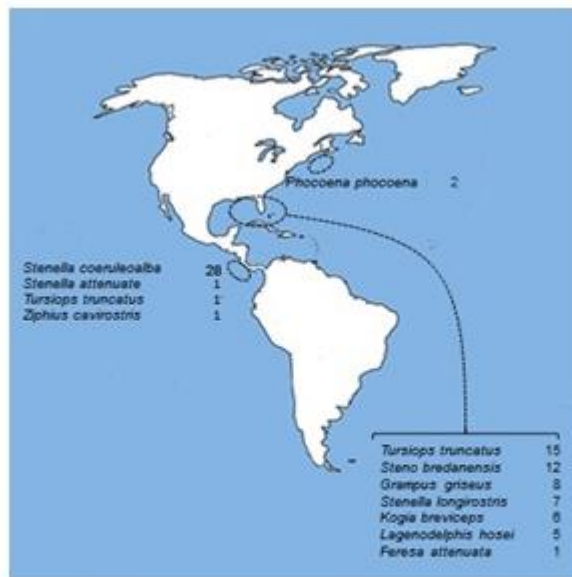 Phocoena phocoena 2
Stenella coeruleoalba 28
Stenella attenuate 1
Tursiops truncatus 1
Ziphius cavirostris 1
Tursiops truncatus 15
Steno bredanensis 12
Grampus griseus 8
Stenella longirostris 7
Kogia breviceps 6
Lagenodelphis hosei 5
Feresa attenuata 1